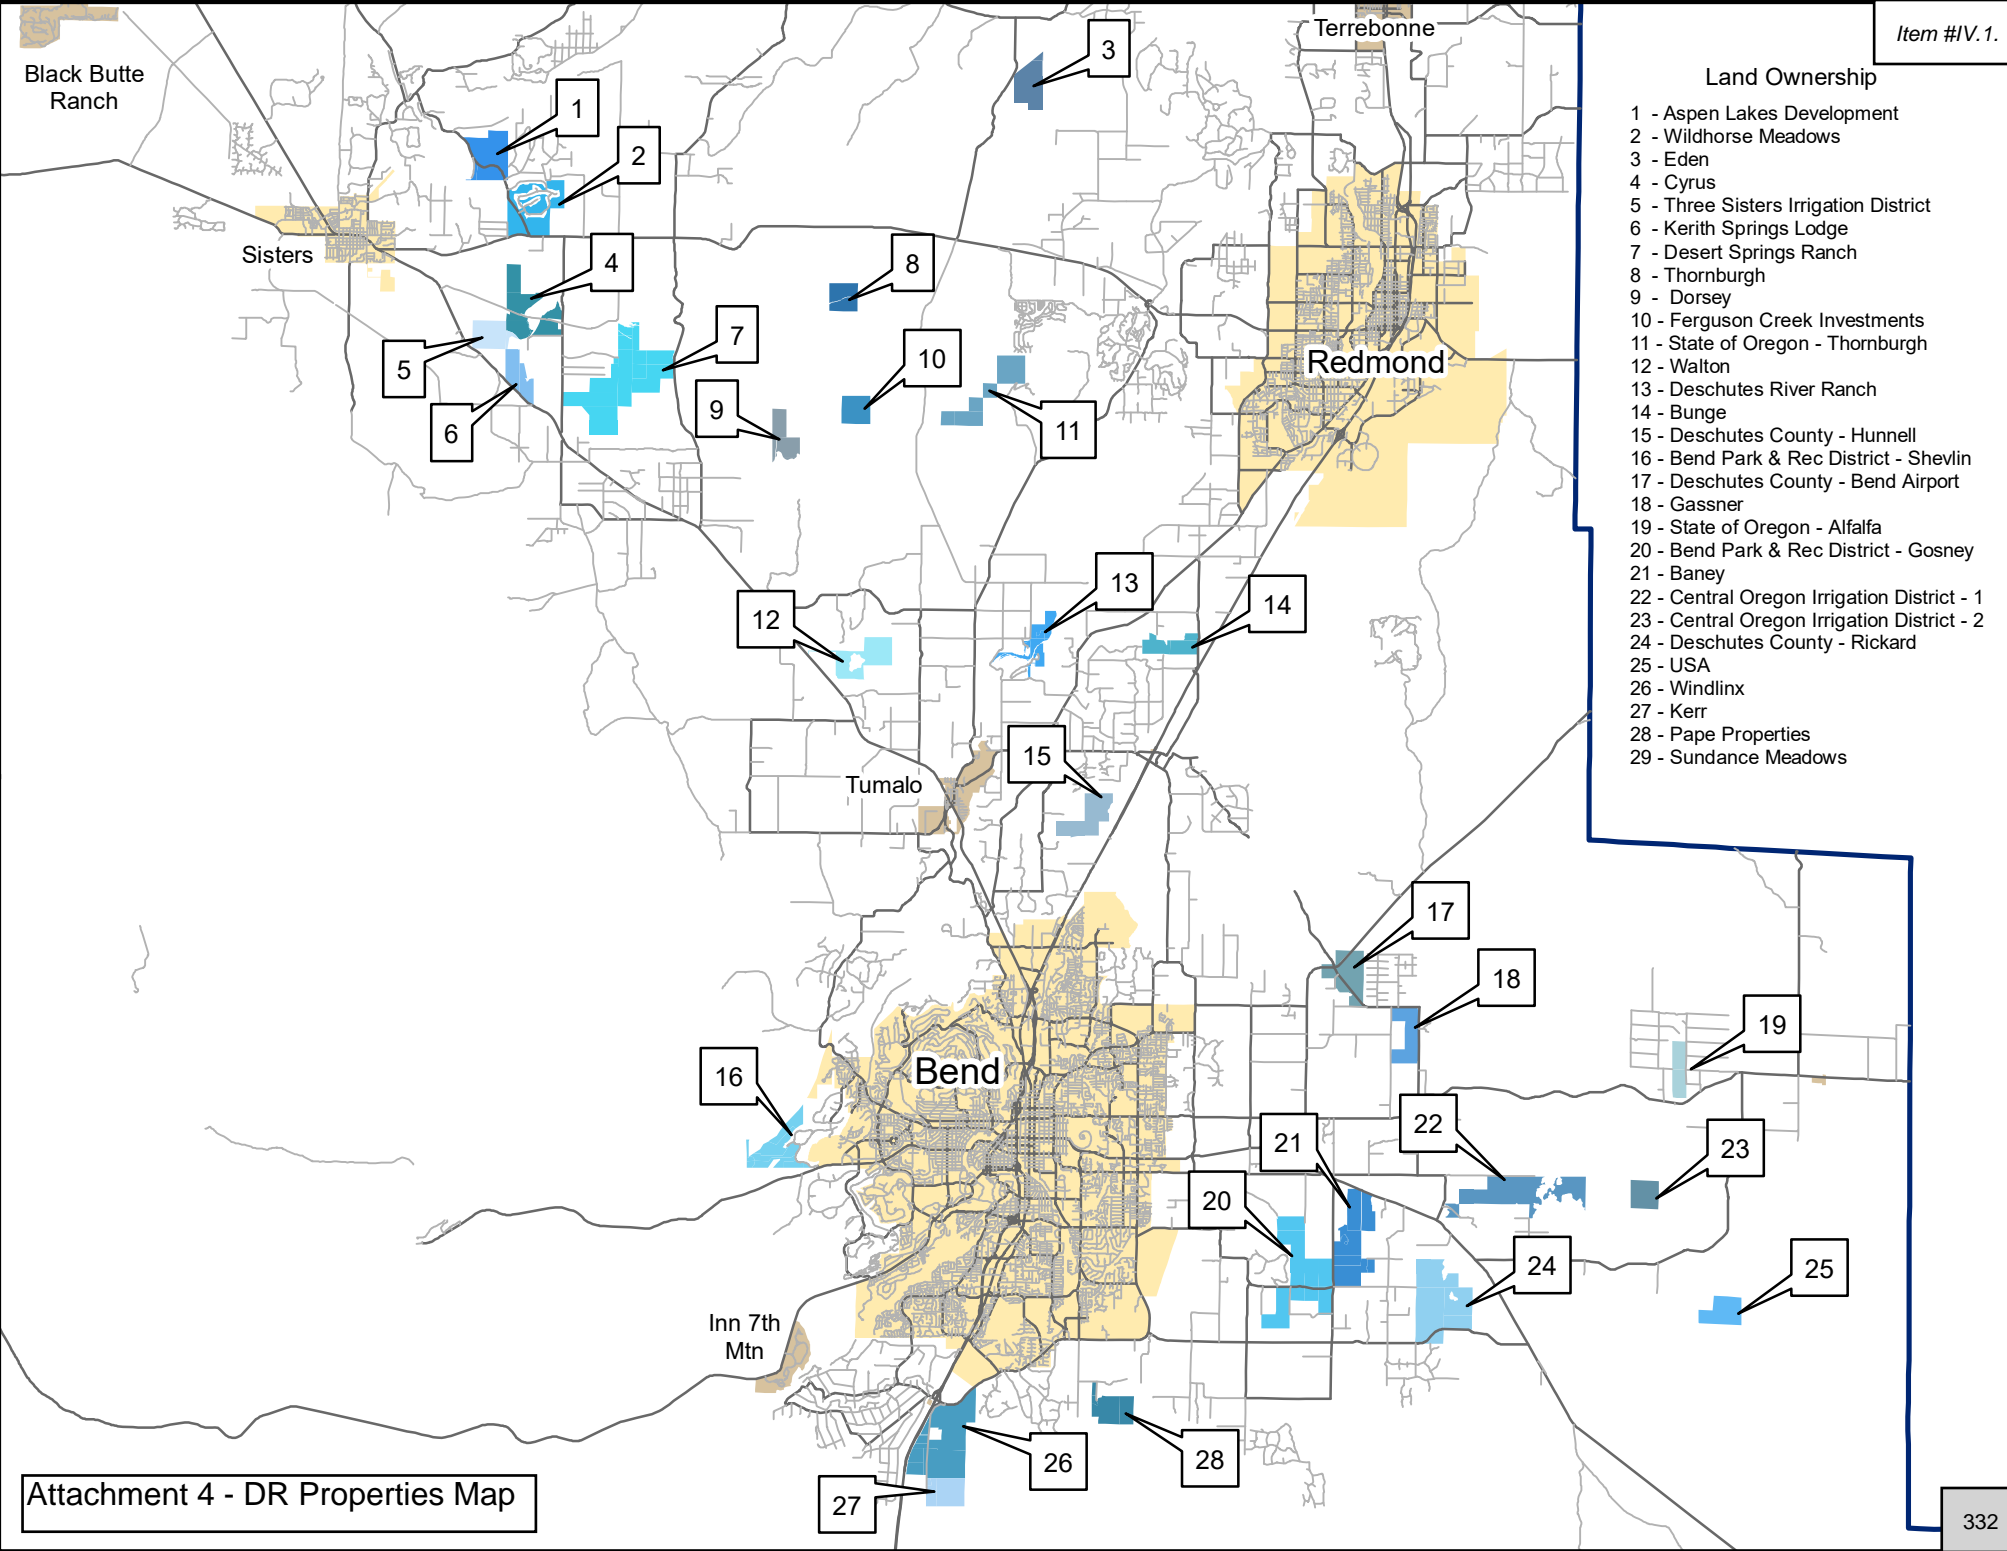 Item #IV.1.
Terrebonne
Black Butte
Ranch
Land Ownership
1 - Aspen Lakes Development
2 - Wildhorse Meadows
3 - Eden
4 - Cyrus
5 - Three Sisters Irrigation District
6 - Kerith Springs Lodge
7 - Desert Springs Ranch
8 - Thornburgh
9 - Dorsey
10 - Ferguson Creek Investments
11 - State of Oregon - Thornburgh
12 - Walton
13 - Deschutes River Ranch
14 - Bunge
15 - Deschutes County - Hunnell
16 - Bend Park & Rec District - Shevlin
17 - Deschutes County - Bend Airport
18 - Gassner
19 - State of Oregon - Alfalfa
20 - Bend Park & Rec District - Gosney
21 - Baney
22 - Central Oregon Irrigation District - 1
23 - Central Oregon Irrigation District - 2
24 - Deschutes County - Rickard
25 - USA
26 - Windlinx
27 - Kerr
28 - Pape Properties
29 - Sundance Meadows
3
1
2
Sisters
4
8
7
5
6
9
10
11
Redmond
12
13
14
15
Tumalo
17
18
19
Bend
16
22
21
23
20
24
25
Inn 7th
Mtn
26
28
27
Attachment 4 - DR Properties Map
332